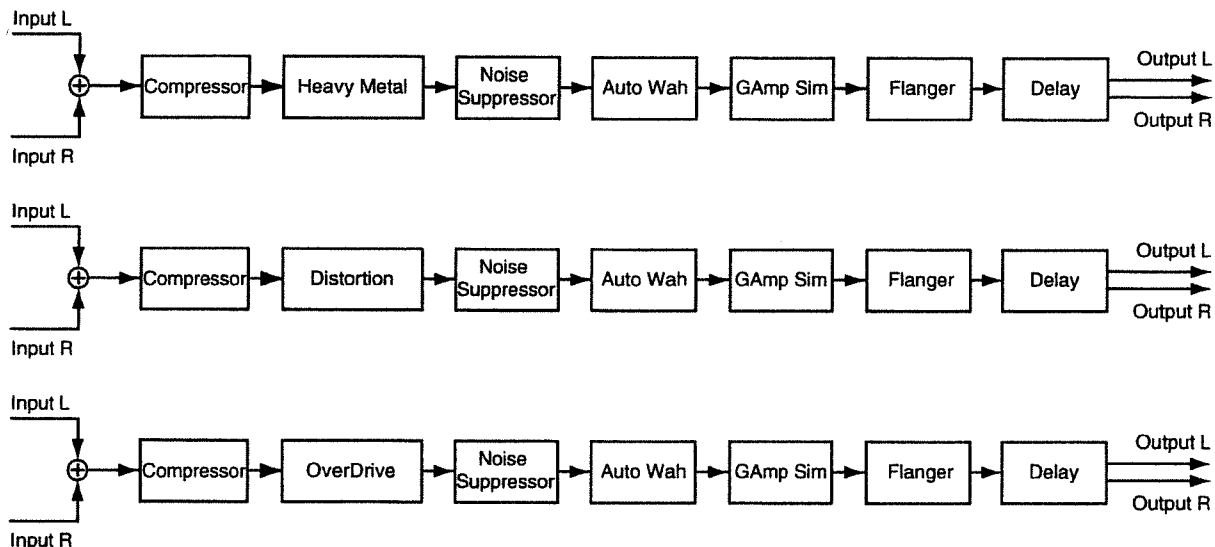 Input L
Output L
Compressor
Heavy Metal
Noise
Suppressor
Auto Wah
GAmp Sim
Flanger
Delay
Output R
Input R
Input L
Output L
Compressor
Distortion
Noise
Suppressor
Auto Wah
GAmp Sim
Flanger
Delay
Output R
Input R
Input L
Output L
Compressor
OverDrive
Noise
Suppressor
Auto Wah
GAmp Sim
Flanger
Delay
Output R
Input R